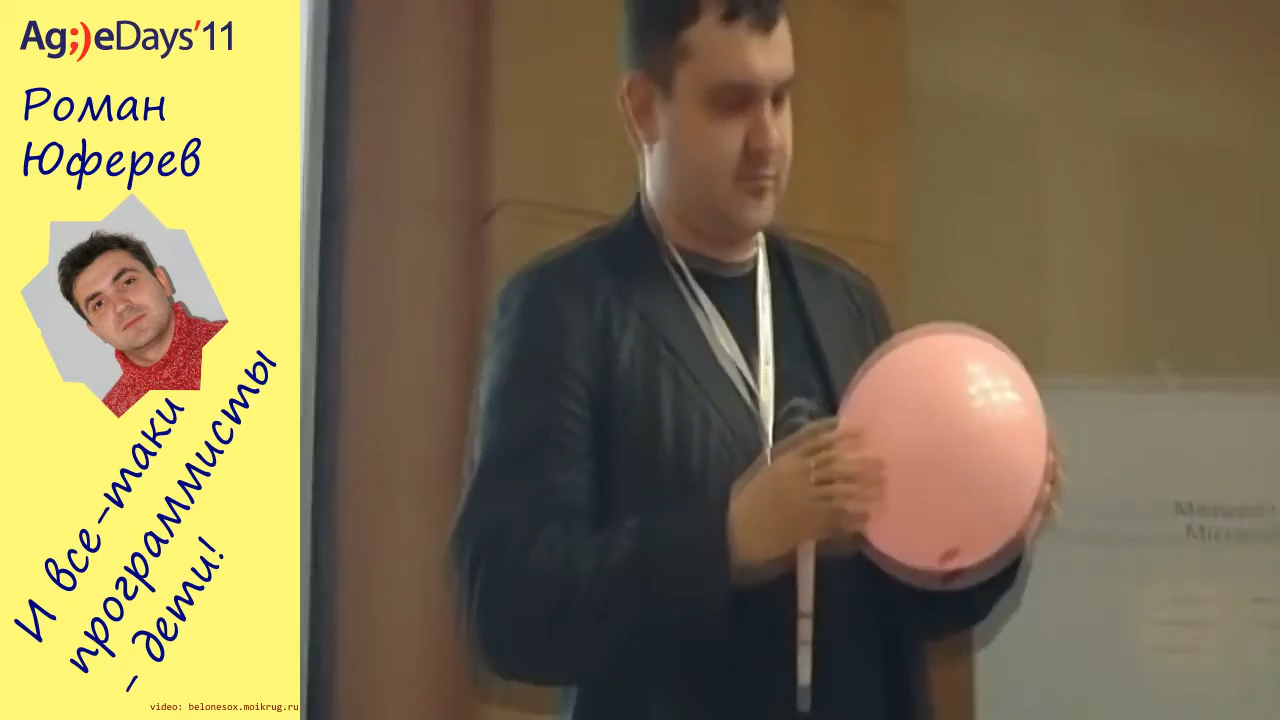 Ag;)eDays'11
Роман
Юферев
И все-таки
программисты
- дети!
video: belonesox.moikrug.ru